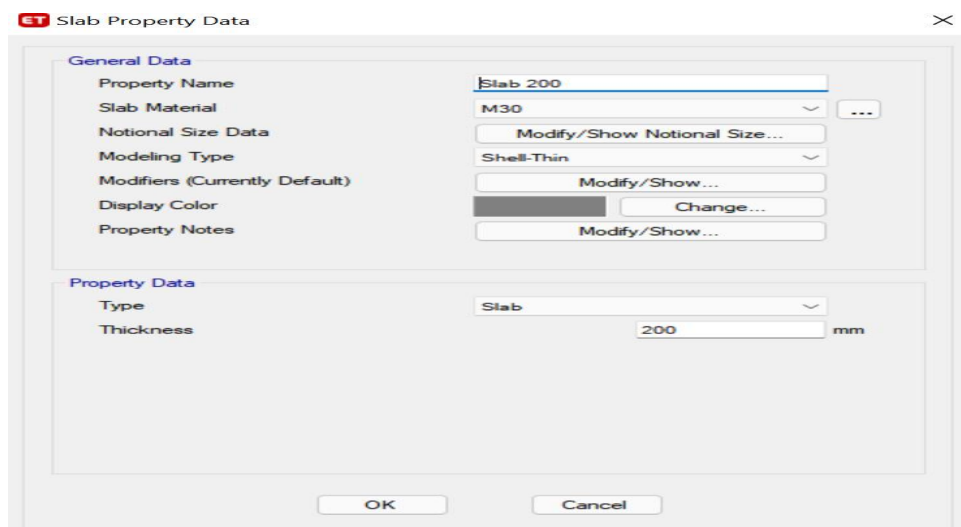 ET Slab Property Data
General Data
Property Name Slab 200
Slab Material M30 ...
Notional Size Data Modify/Show Notional Size...
Modeling Type Shell-Thin
Modifiers (Currently Default) Modify/Show...
Display Color Change...
Property Notes Modify/Show...
Property Data
Type Slab
Thickness 200 mm
OK Cancel